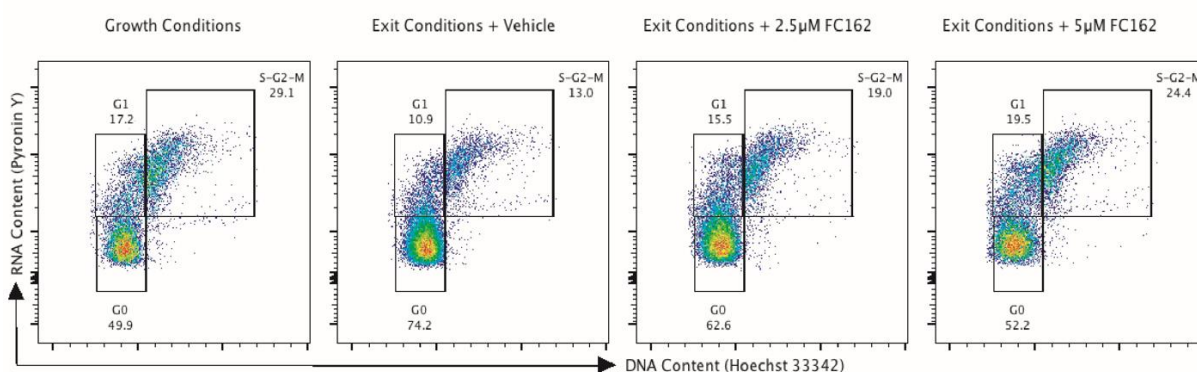 Growth Conditions
Exit Conditions + Vehicle
Exit Conditions + 2.5µM FC162
Exit Conditions + 5µM FC162
S-G2-M
29.1
G1
17.2
G0
49.9
S-G2-M
13.0
G1
10.9
G0
74.2
S-G2-M
19.0
G1
15.5
G0
62.6
S-G2-M
24.4
G1
19.5
G0
52.2
RNA Content (Pyronin Y)
DNA Content (Hoechst 33342)